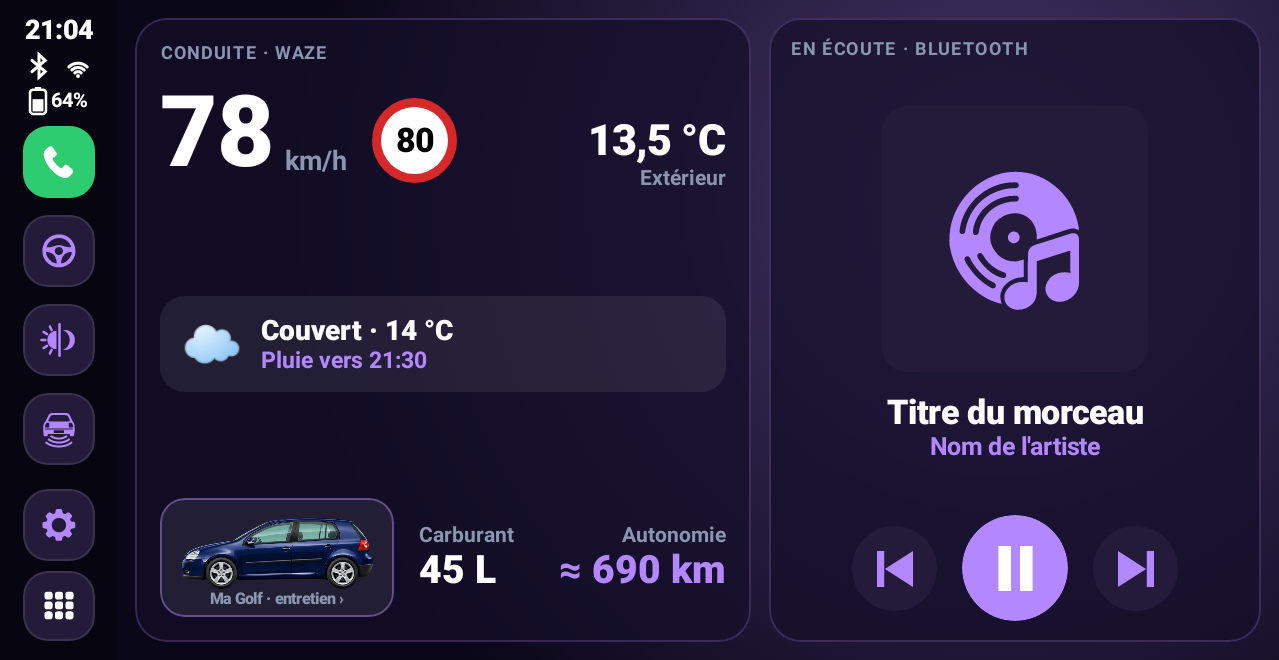 21:04
64%
CONDUITE · WAZE
78 km/h
80
13,5 °C
Extérieur
Couvert · 14 °C
Pluie vers 21:30
Ma Golf · entretien ›
Carburant
45 L
Autonomie
≈ 690 km
EN ÉCOUTE · BLUETOOTH
Titre du morceau
Nom de l'artiste